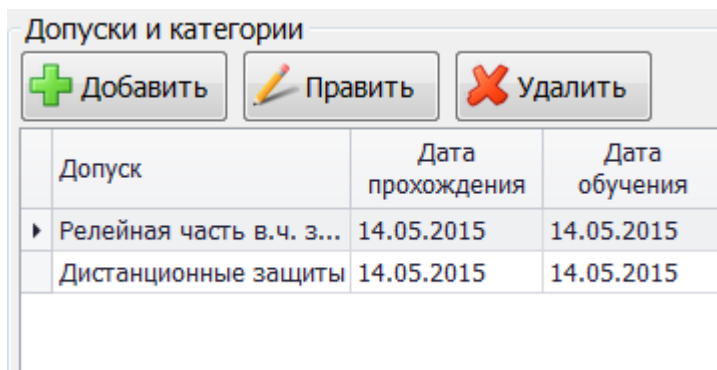 Допуски и категории
Добавить Править Удалить
Допуск Дата прохождения Дата обучения
Релейная часть в.ч. з... 14.05.2015 14.05.2015
Дистанционные защиты 14.05.2015 14.05.2015